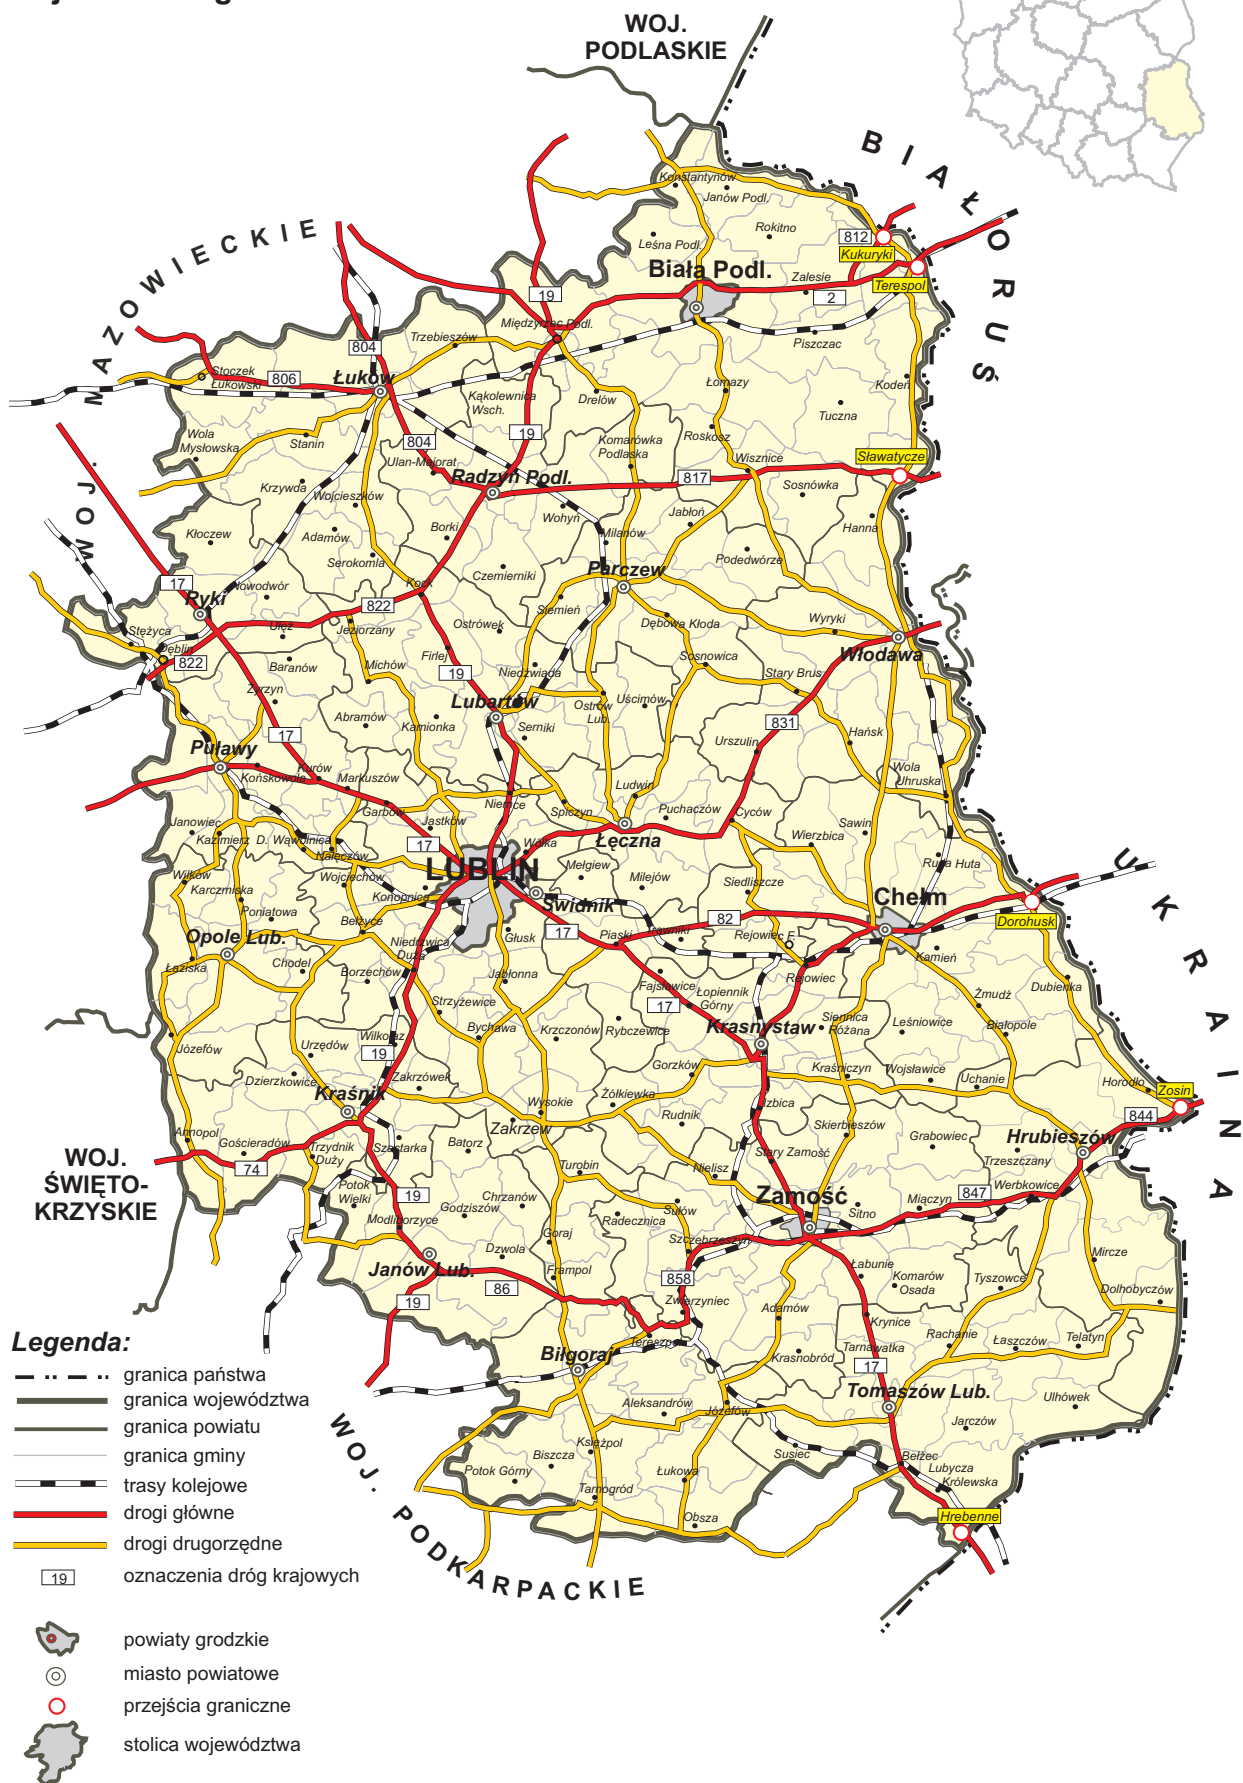 WOJ.
PODLASKIE
BIAŁORUŚ
WOJ. MAZOWIECKIE
Konstantynów
Janów Podl.
Rokitno
Leśna Podl.
812
Kukuryki
Biała Podl.
Zalesie
Terespol
2
19
Międzyrzec Podl.
Trzebieszów
Piszczac
804
Stoczek
Łukowski
806
Łuków
Kąkolewnica
Wsch.
Drelów
Łomazy
Kodeń
Tuczna
Wola
Mysłowska
Stanin
804
19
Komarówka
Podlaska
Roskosz
Ulan-Majorat
Radzyń Podl.
817
Wisznice
Sławatycze
Krzywda
Wojcieszków
Sosnówka
Wohyń
Jabłoń
Hanna
Kłoczew
Adamów
Borki
Milanów
Serokomla
Czemierniki
Podedwórze
17
Nowodwór
Kock
Parczew
Ryki
822
Siemień
Stężyca
Ułęż
Jeziorzany
Ostrówek
Dębowa Kłoda
Wyryki
Dęblin
822
Baranów
Michów
Firlej
Sosnowica
Włodawa
19
Niedźwiada
Stary Brus
Żyrzyn
Lubartów
Ostrów
Lub.
Uścimów
Abramów
Kamionka
Serniki
831
17
Urszulin
Hańsk
Puławy
Kurów
Końskowola
Markuszów
Wola
Uhruska
Ludwin
Niemce
Spiczyn
Puchaczów
Garbów
Cyców
Janowiec
Jastków
Sawin
Kazimierz D.
Wąwolnica
17
Wólka
Łęczna
Wierzbica
Nałęczów
LUBLIN
Mełgiew
Ruda Huta
UKRAINA
Wilków
Karczmiska
Wojciechów
Milejów
Siedliszcze
Konopnica
Świdnik
Chełm
Poniatowa
Bełżyce
82
Dorohusk
Opole Lub.
Niedrzwica
Duża
Głusk
17
Piaski
Trawniki
Rejowiec F.
Łaziska
Chodel
Borzechów
Jabłonna
Rejowiec
Kamień
Fajsławice
Dubienka
Strzyżewice
17
Łopiennik
Górny
Żmudź
Siennica
Różana
Leśniowice
Białopole
Józefów
Wilkołaz
Bychawa
Krzczonów
Rybczewice
Krasnystaw
Urzędów
19
Gorzków
Dzierzkowice
Zakrzówek
Kraśniczyn
Wojsławice
Uchanie
Horodło
Zosin
Kraśnik
Wysokie
Żółkiewka
Izbica
844
Annopol
Zakrzew
Rudnik
Skierbieszów
Gościeradów
Batorz
Grabowiec
Hrubieszów
WOJ.
ŚWIĘTO-
KRZYSKIE
74
Trzydnik
Duży
Szastarka
Stary Zamość
Trzeszczany
Turobin
Nielisz
Werbkowice
Potok
Wielki
19
Chrzanów
Zamość
Miączyn
847
Godziszów
Sułów
Sitno
Modliborzyce
Radecznica
Goraj
Szczebrzeszyn
Dzwola
Mircze
Janów Lub.
Frampol
858
Łabunie
Komarów
Osada
Tyszowce
86
Dołhobyczów
19
Zwierzyniec
Adamów
Krynice
Rachanie
Łaszczów
Telatyn
Tereszpol
Tarnawatka
Biłgoraj
Krasnobród
17
Tomaszów Lub.
Aleksandrów
Józefów
Ulhówek
Jarczów
Księżpol
Biszcza
Susiec
Bełżec
Potok Górny
Łukowa
Lubycza
Królewska
Tarnogród
Obsza
Hrebenne
WOJ. PODKARPACKIE
Legenda:
granica państwa
granica województwa
granica powiatu
granica gminy
trasy kolejowe
drogi główne
drogi drugorzędne
19 oznaczenia dróg krajowych
powiaty grodzkie
miasto powiatowe
przejścia graniczne
stolica województwa